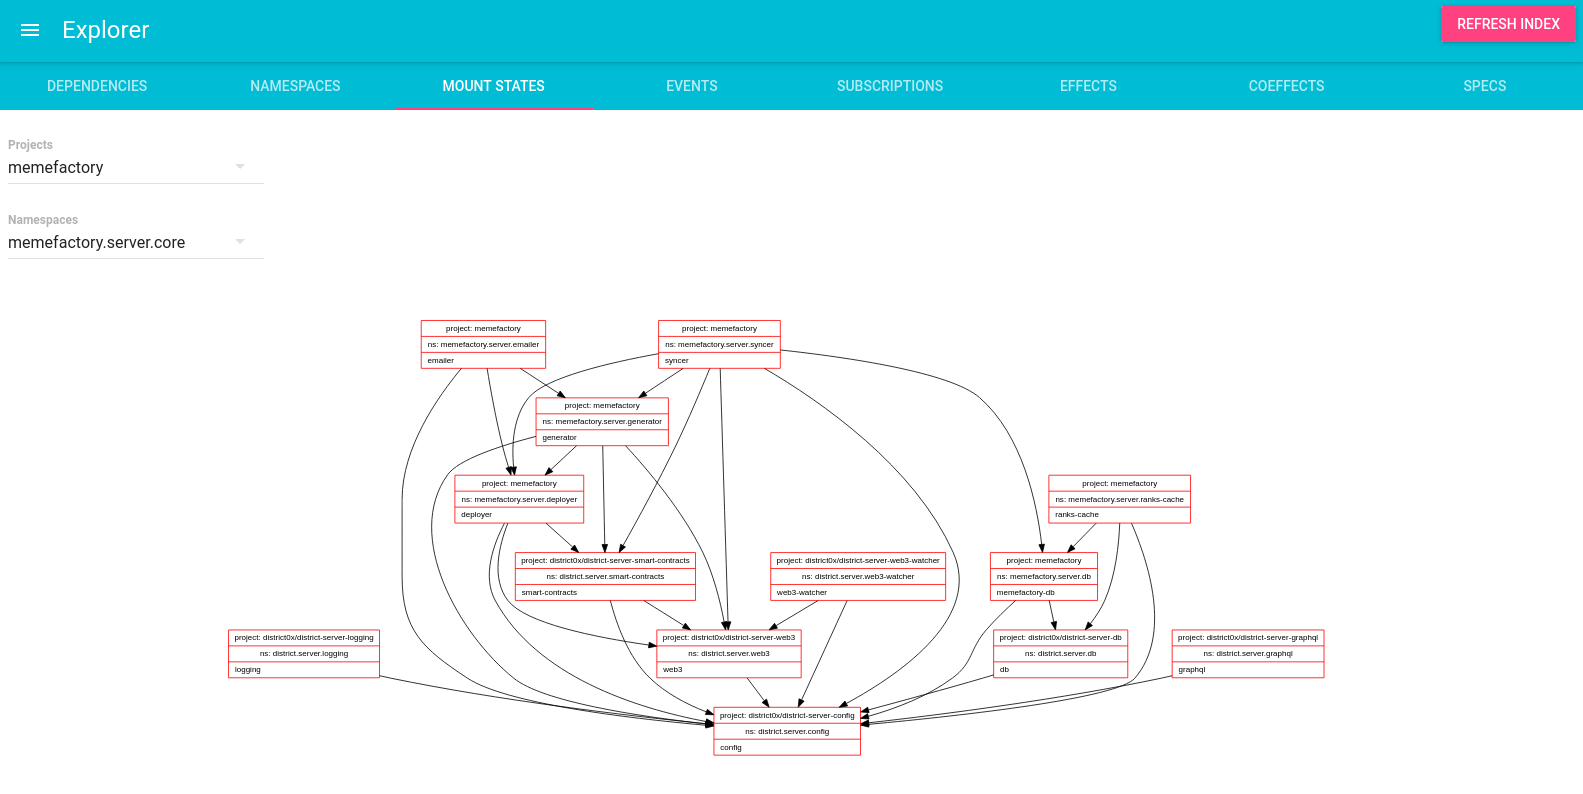 Explorer
REFRESH INDEX
DEPENDENCIES
NAMESPACES
MOUNT STATES
EVENTS
SUBSCRIPTIONS
EFFECTS
COEFFECTS
SPECS
Projects
memefactory
Namespaces
memefactory.server.core
project: memefactory
ns: memefactory.server.emailer
emailer
project: memefactory
ns: memefactory.server.syncer
syncer
project: memefactory
ns: memefactory.server.generator
generator
project: memefactory
ns: memefactory.server.deployer
deployer
project: memefactory
ns: memefactory.server.ranks-cache
ranks-cache
project: district0x/district-server-smart-contracts
ns: district.server.smart-contracts
smart-contracts
project: district0x/district-server-web3-watcher
ns: district.server.web3-watcher
web3-watcher
project: memefactory
ns: memefactory.server.db
memefactory-db
project: district0x/district-server-logging
ns: district.server.logging
logging
project: district0x/district-server-web3
ns: district.server.web3
web3
project: district0x/district-server-db
ns: district.server.db
db
project: district0x/district-server-graphql
ns: district.server.graphql
graphql
project: district0x/district-server-config
ns: district.server.config
config